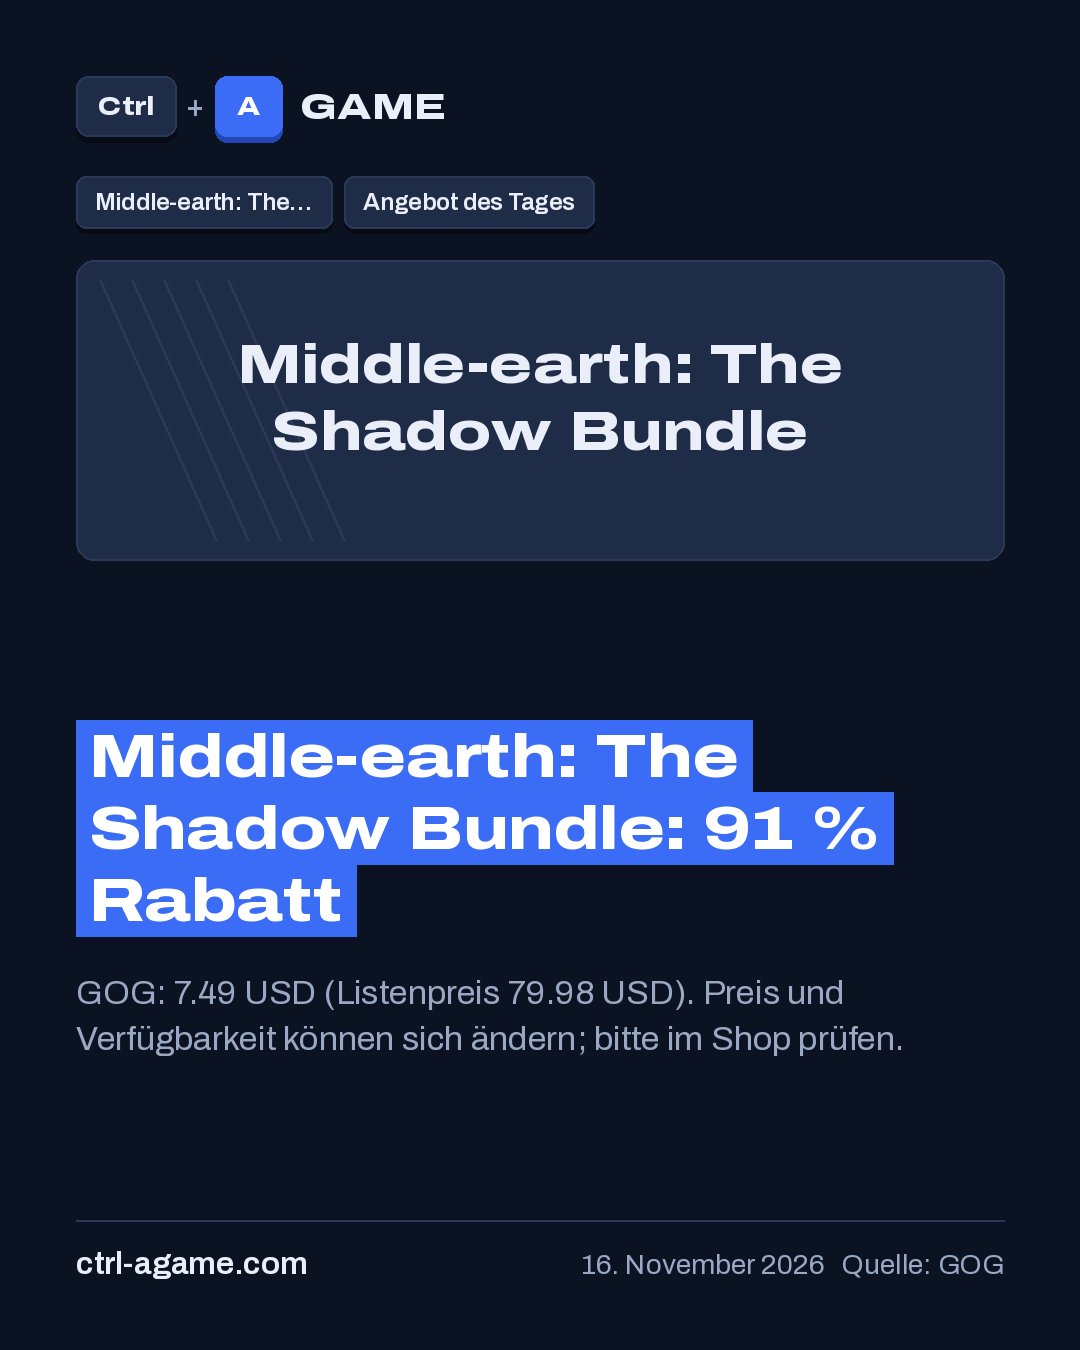 Ctrl + A GAME
Middle-earth: The... Angebot des Tages
Middle-earth: The
Shadow Bundle
Middle-earth: The
Shadow Bundle: 91 %
Rabatt
GOG: 7.49 USD (Listenpreis 79.98 USD). Preis und
Verfügbarkeit können sich ändern; bitte im Shop prüfen.
ctrl-agame.com 16. November 2026 Quelle: GOG